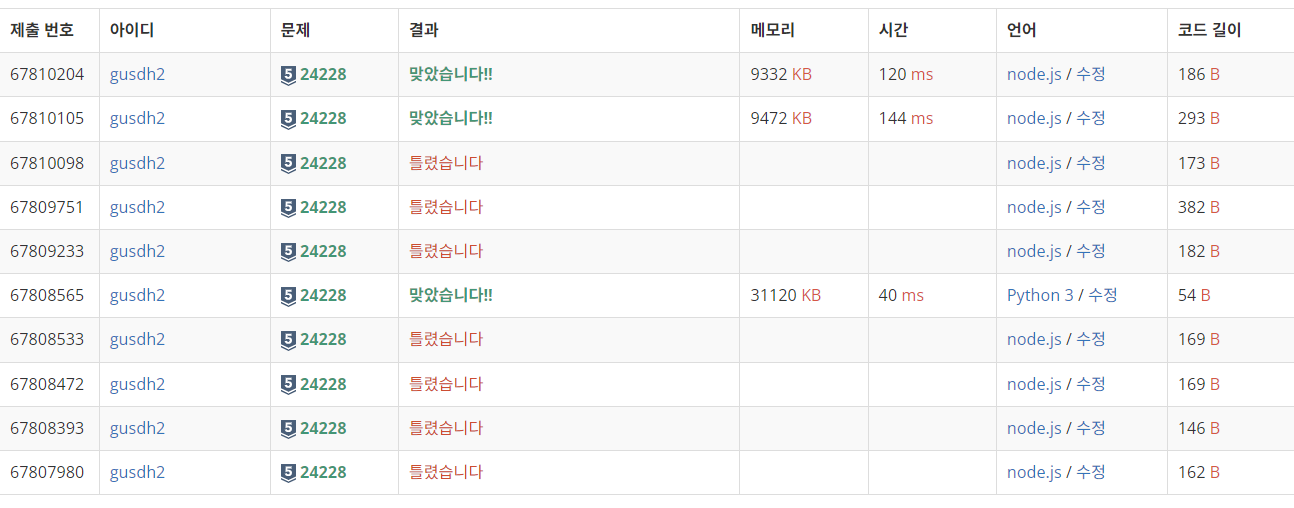 제출 번호 아이디 문제 결과 메모리 시간 언어 코드 길이
67810204 gusdh2 5 24228 맞았습니다!! 9332 KB 120 ms node.js / 수정 186 B
67810105 gusdh2 5 24228 맞았습니다!! 9472 KB 144 ms node.js / 수정 293 B
67810098 gusdh2 5 24228 틀렸습니다 node.js / 수정 173 B
67809751 gusdh2 5 24228 틀렸습니다 node.js / 수정 382 B
67809233 gusdh2 5 24228 틀렸습니다 node.js / 수정 182 B
67808565 gusdh2 5 24228 맞았습니다!! 31120 KB 40 ms Python 3 / 수정 54 B
67808533 gusdh2 5 24228 틀렸습니다 node.js / 수정 169 B
67808472 gusdh2 5 24228 틀렸습니다 node.js / 수정 169 B
67808393 gusdh2 5 24228 틀렸습니다 node.js / 수정 146 B
67807980 gusdh2 5 24228 틀렸습니다 node.js / 수정 162 B